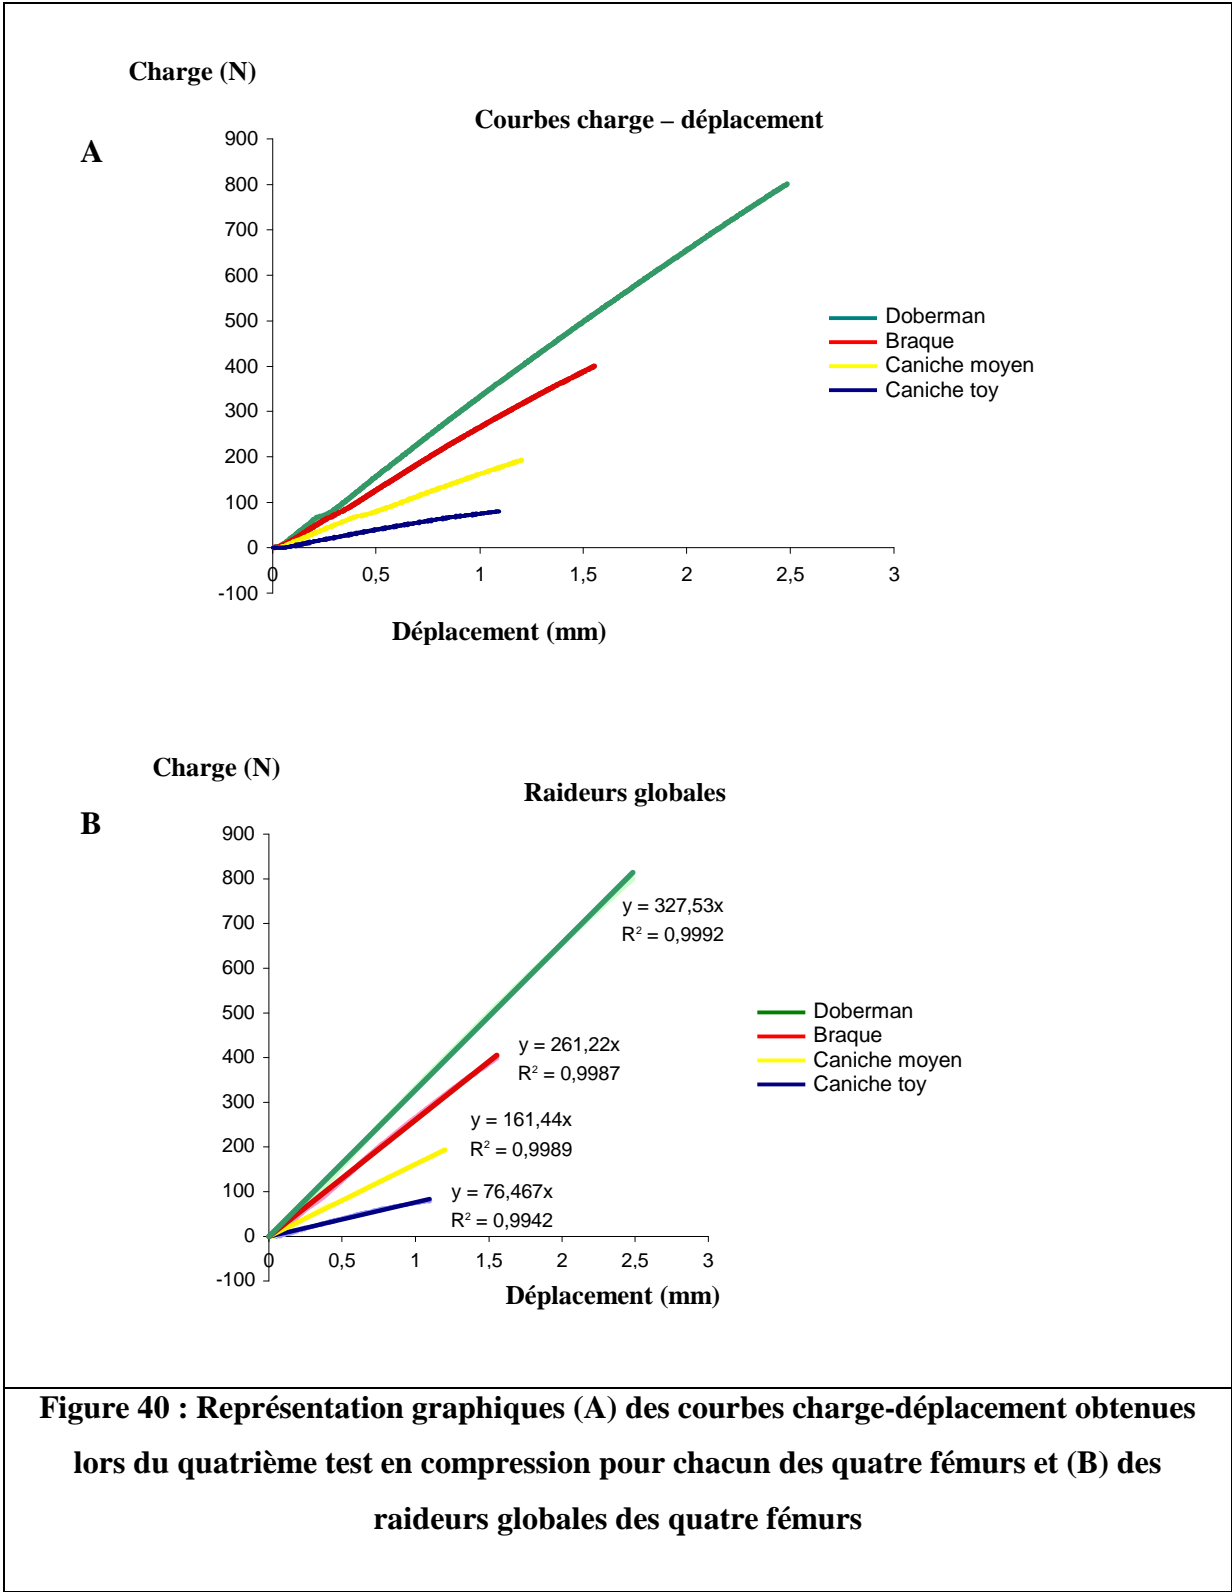 Charge (N)
Courbes charge – déplacement
A
900
800
700
600
500
400
300
200
100
0
-100
0
0,5
1
1,5
2
2,5
3
Déplacement (mm)
Doberman
Braque
Caniche moyen
Caniche toy
Charge (N)
Raideurs globales
B
900
800
700
600
500
400
300
200
100
0
-100
0
0,5
1
1,5
2
2,5
3
Déplacement (mm)
y = 327,53x
R² = 0,9992
y = 261,22x
R² = 0,9987
y = 161,44x
R² = 0,9989
y = 76,467x
R² = 0,9942
Doberman
Braque
Caniche moyen
Caniche toy
Figure 40 : Représentation graphiques (A) des courbes charge-déplacement obtenues
lors du quatrième test en compression pour chacun des quatre fémurs et (B) des
raideurs globales des quatre fémurs